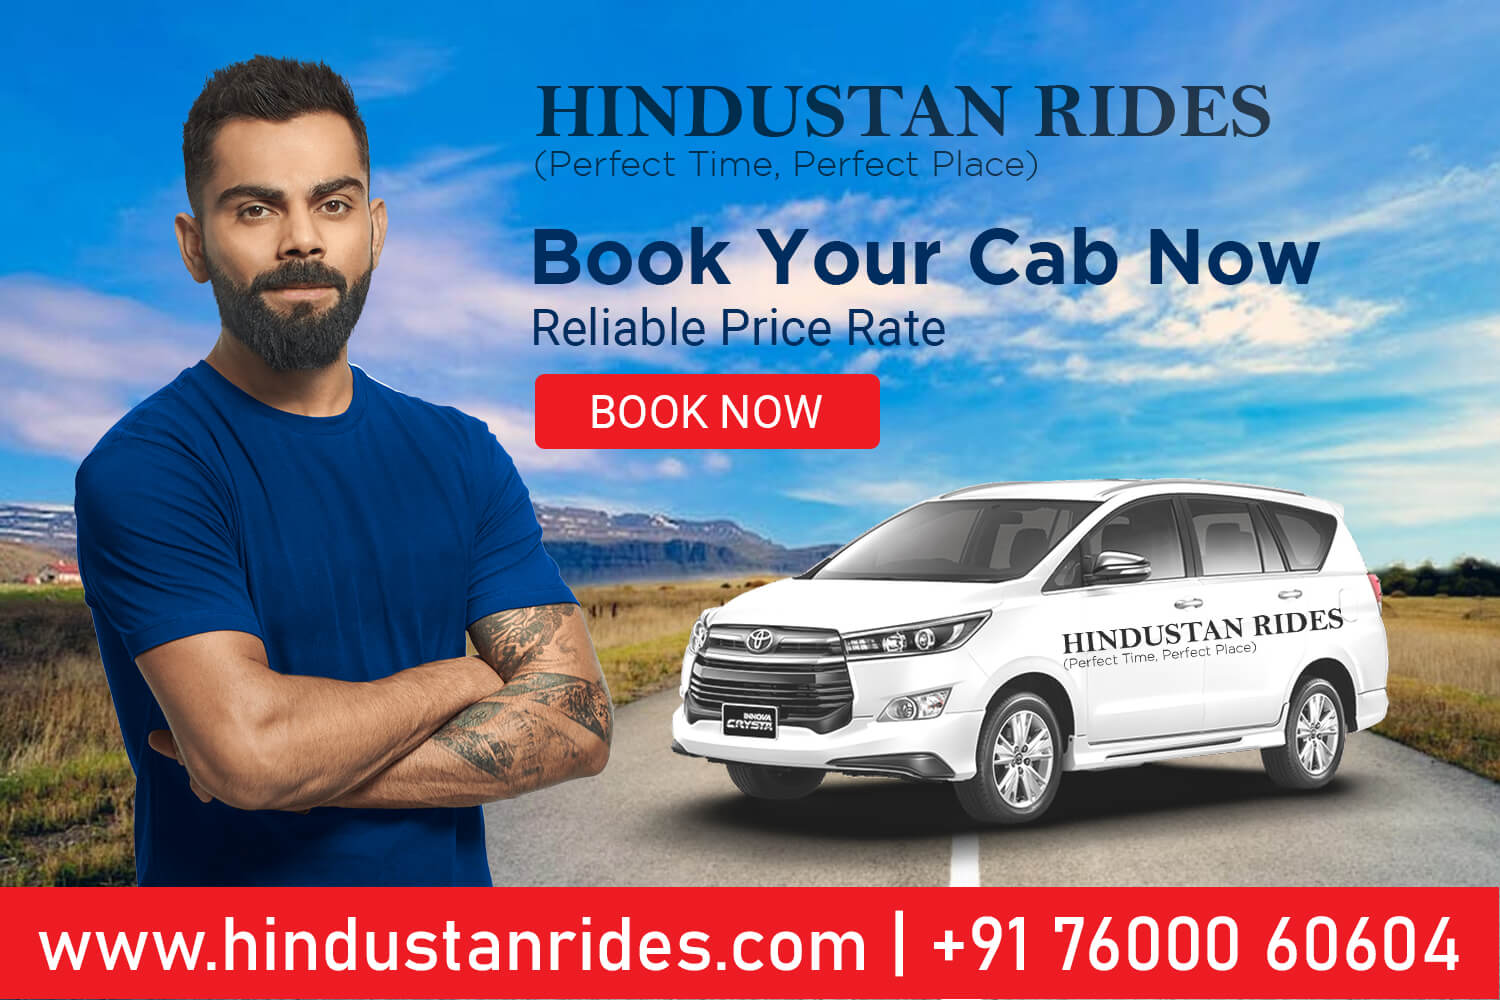 HINDUSTAN RIDES
(Perfect Time, Perfect Place)
Book Your Cab Now
Reliable Price Rate
BOOK NOW
HINDUSTAN RIDES
(Perfect Time, Perfect Place)
INNOVA
CRYSTA
www.hindustanrides.com | +91 76000 60604